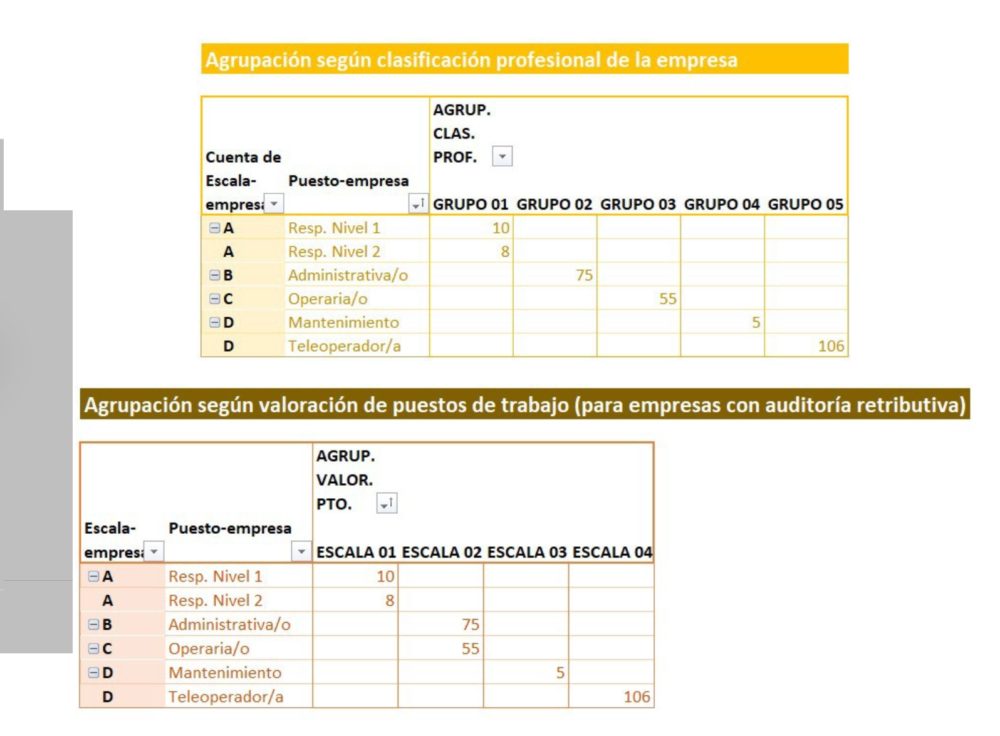 Agrupación según clasificación profesional de la empresa
AGRUP.
CLAS.
Cuenta de PROF.
Escala- Puesto-empresa
empresa GRUPO 01 GRUPO 02 GRUPO 03 GRUPO 04 GRUPO 05
A Resp. Nivel 1 10
A Resp. Nivel 2 8
B Administrativa/o 75
C Operaria/o 55
D Mantenimiento 5
D Teleoperador/a 106
Agrupación según valoración de puestos de trabajo (para empresas con auditoría retributiva)
AGRUP.
VALOR.
PTO.
Escala- Puesto-empresa
empresa ESCALA 01 ESCALA 02 ESCALA 03 ESCALA 04
A Resp. Nivel 1 10
A Resp. Nivel 2 8
B Administrativa/o 75
C Operaria/o 55
D Mantenimiento 5
D Teleoperador/a 106